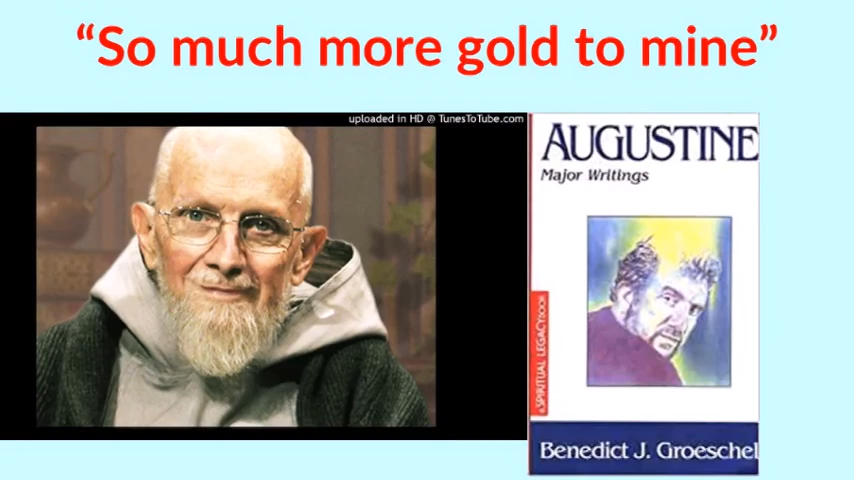 “So much more gold to mine”
uploaded in HD @ TunesToTube.com
AUGUSTINE
Major Writings
A SPIRITUAL LEGACY BOOK
Benedict J. Groeschel